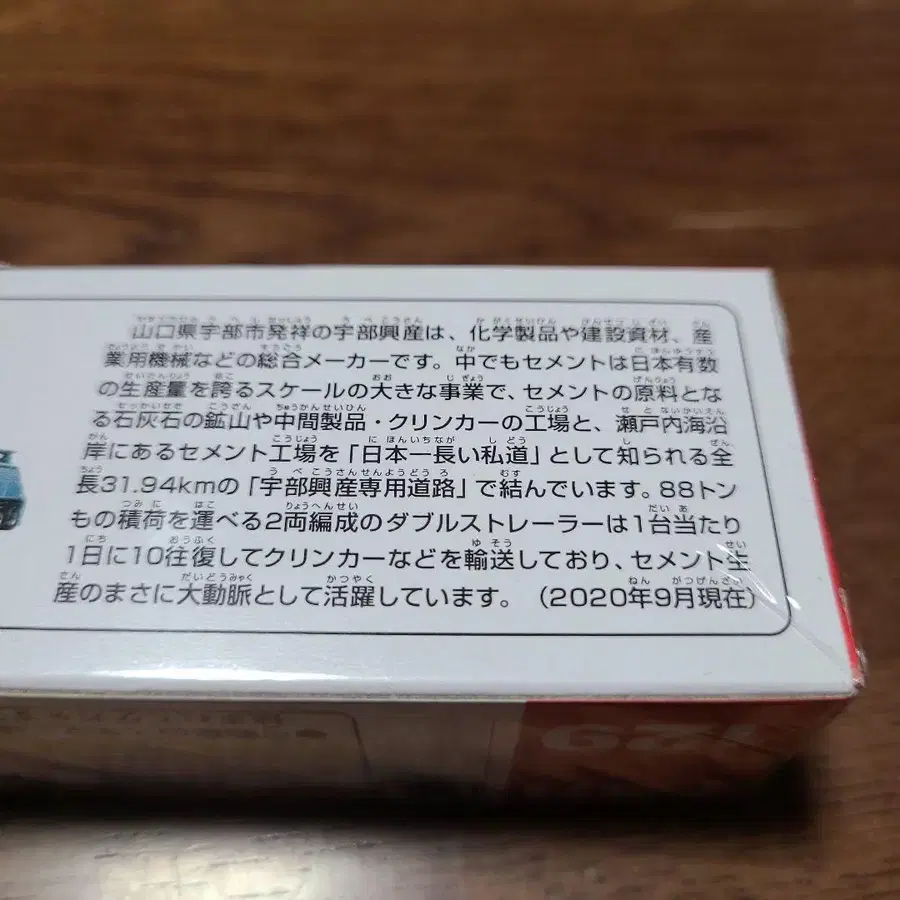 山口県宇部市発祥の宇部興産は、化学製品や建設資材、産
業用機械などの総合メーカーです。中でもセメントは日本有数
の生産量を誇るスケールの大きな事業で、セメントの原料とな
る石灰石の鉱山や中間製品・クリンカーの工場と、瀬戸内海沿
岸にあるセメント工場を「日本一長い私道」として知られる全
長31.94kmの「宇部興産専用道路」で結んでいます。88トン
もの積荷を運べる2両編成のダブルストレーラーは1台当たり
1日に10往復してクリンカーなどを輸送しており、セメント生
産のまさに大動脈として活躍しています。(2020年9月現在)
129